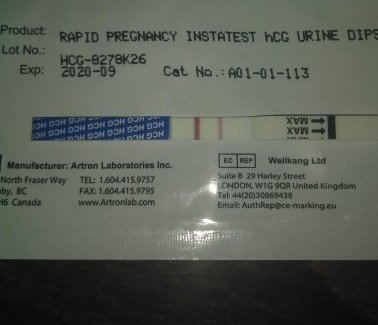 Product: RAPID PREGNANCY INSTATEST hCG URINE DIPS
Lot No.: HCG-8278K26
Exp: 2020-09 Cat No.: A01-01-113
HCG HCG HCG HCG HCG HCG
MAX
MAX
Manufacturer: Artron Laboratories Inc.
North Fraser Way TEL: 1.604.415.9757
by, BC FAX: 1.604.415.9795
H6 Canada www.Artronlab.com
EC REP Wellkang Ltd
Suite B 29 Harley Street
LONDON, W1G 9QR United Kingdom
Tel: 44(20)30869438
Email: AuthRep@ce-marking.eu